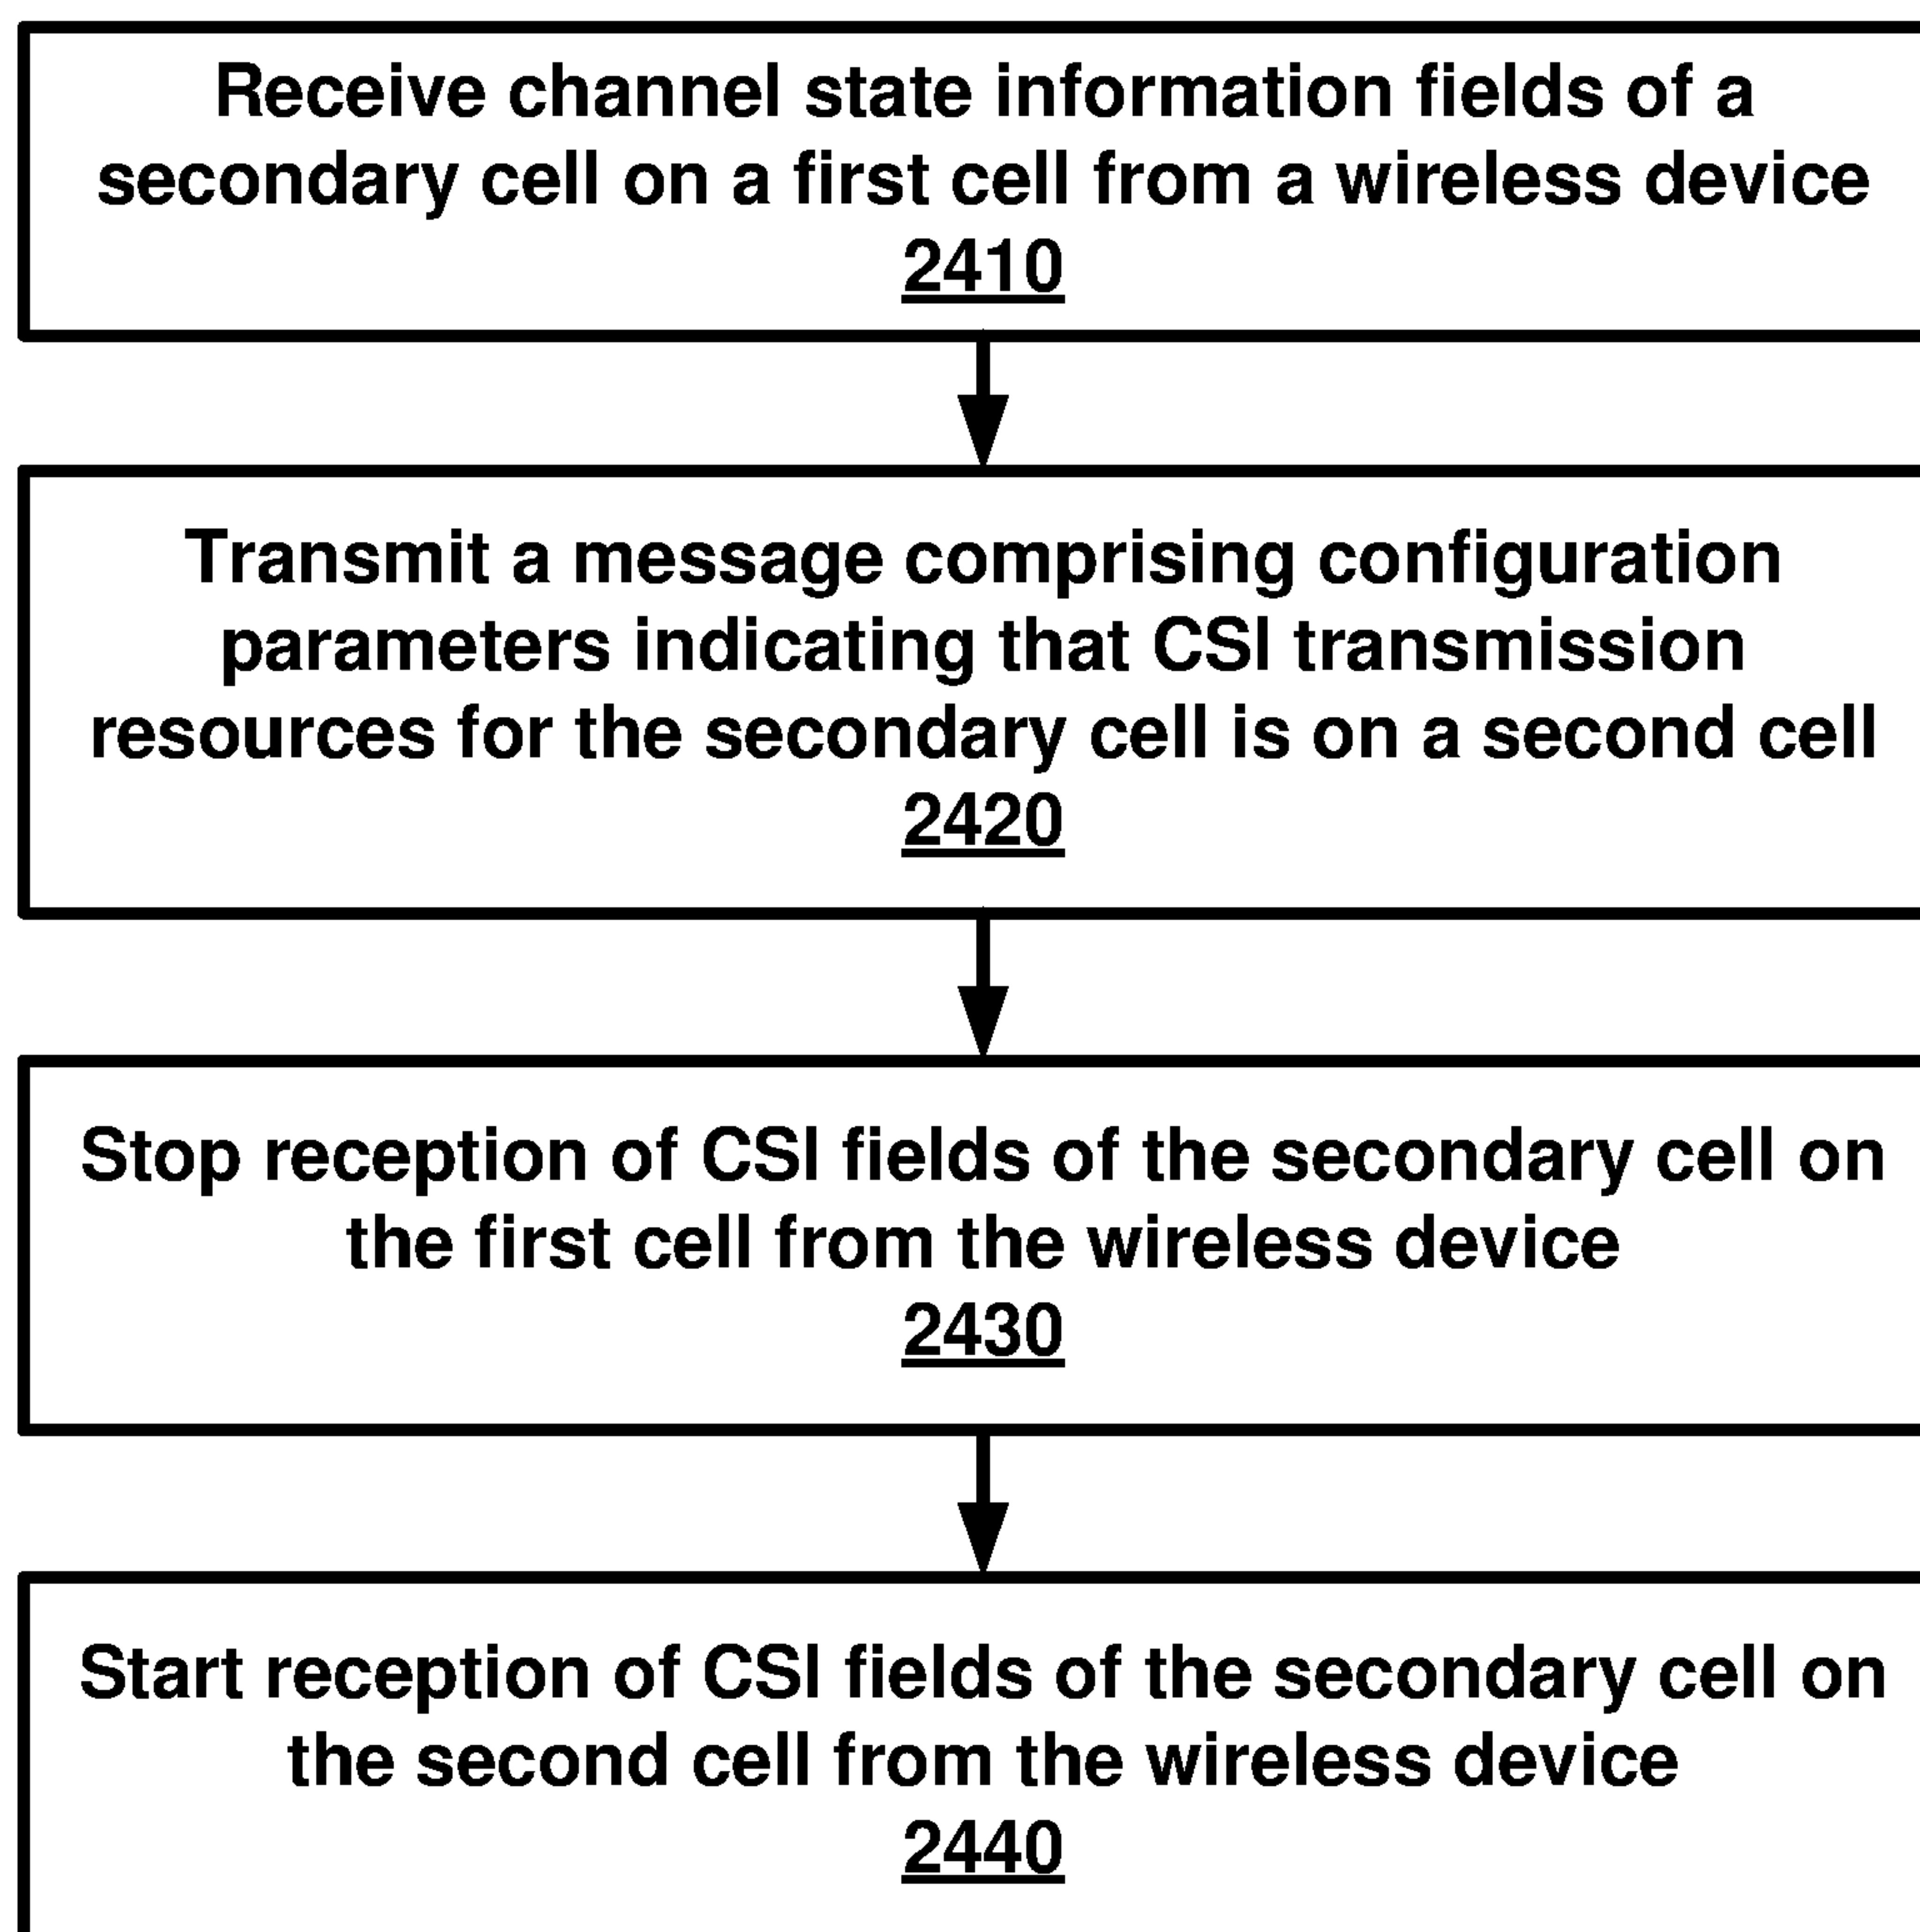 Receive channel state information fields of a
secondary cell on a first cell from a wireless device
2410
Transmit a message comprising configuration
parameters indicating that CSI transmission
resources for the secondary cell is on a second cell
2420
Stop reception of CSI fields of the secondary cell on
the first cell from the wireless device
2430
Start reception of CSI fields of the secondary cell on
the second cell from the wireless device
2440